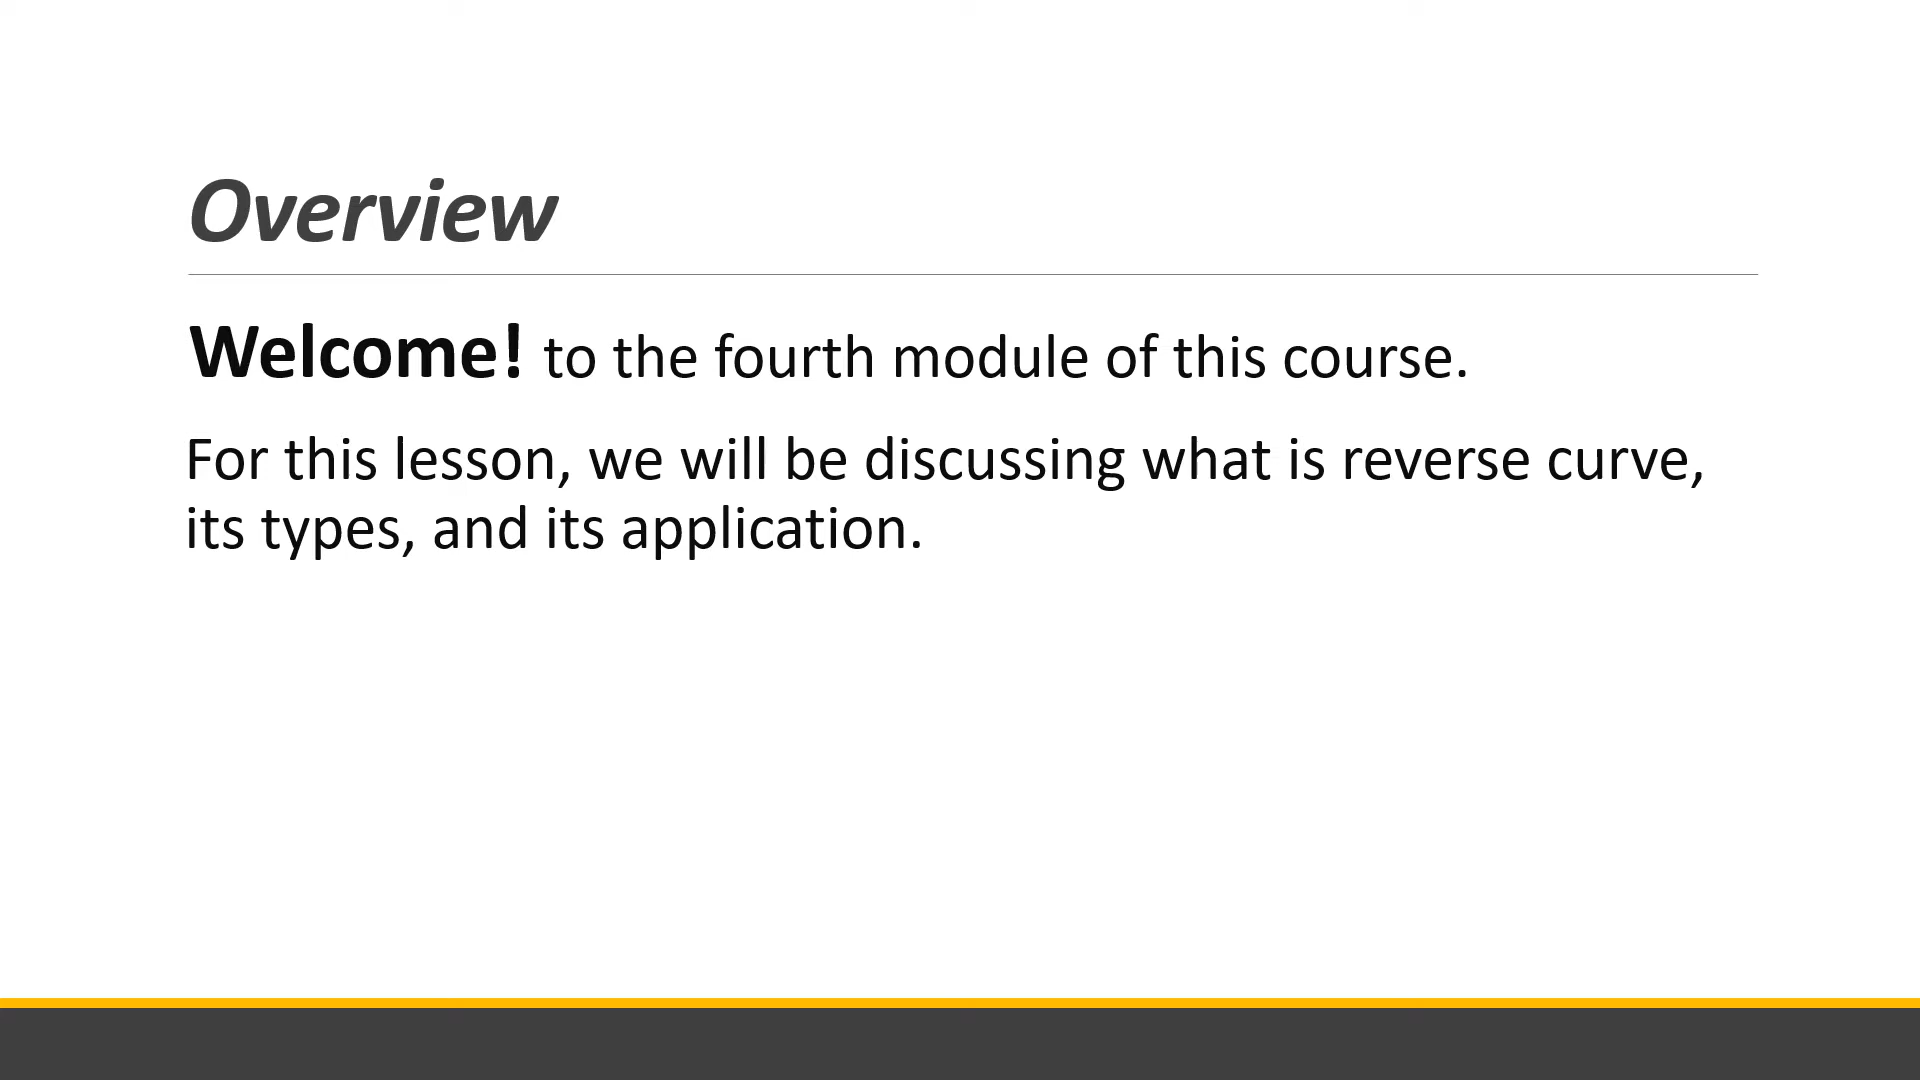 Overview
Welcome! to the fourth module of this course.
For this lesson, we will be discussing what is reverse curve,
its types, and its application.